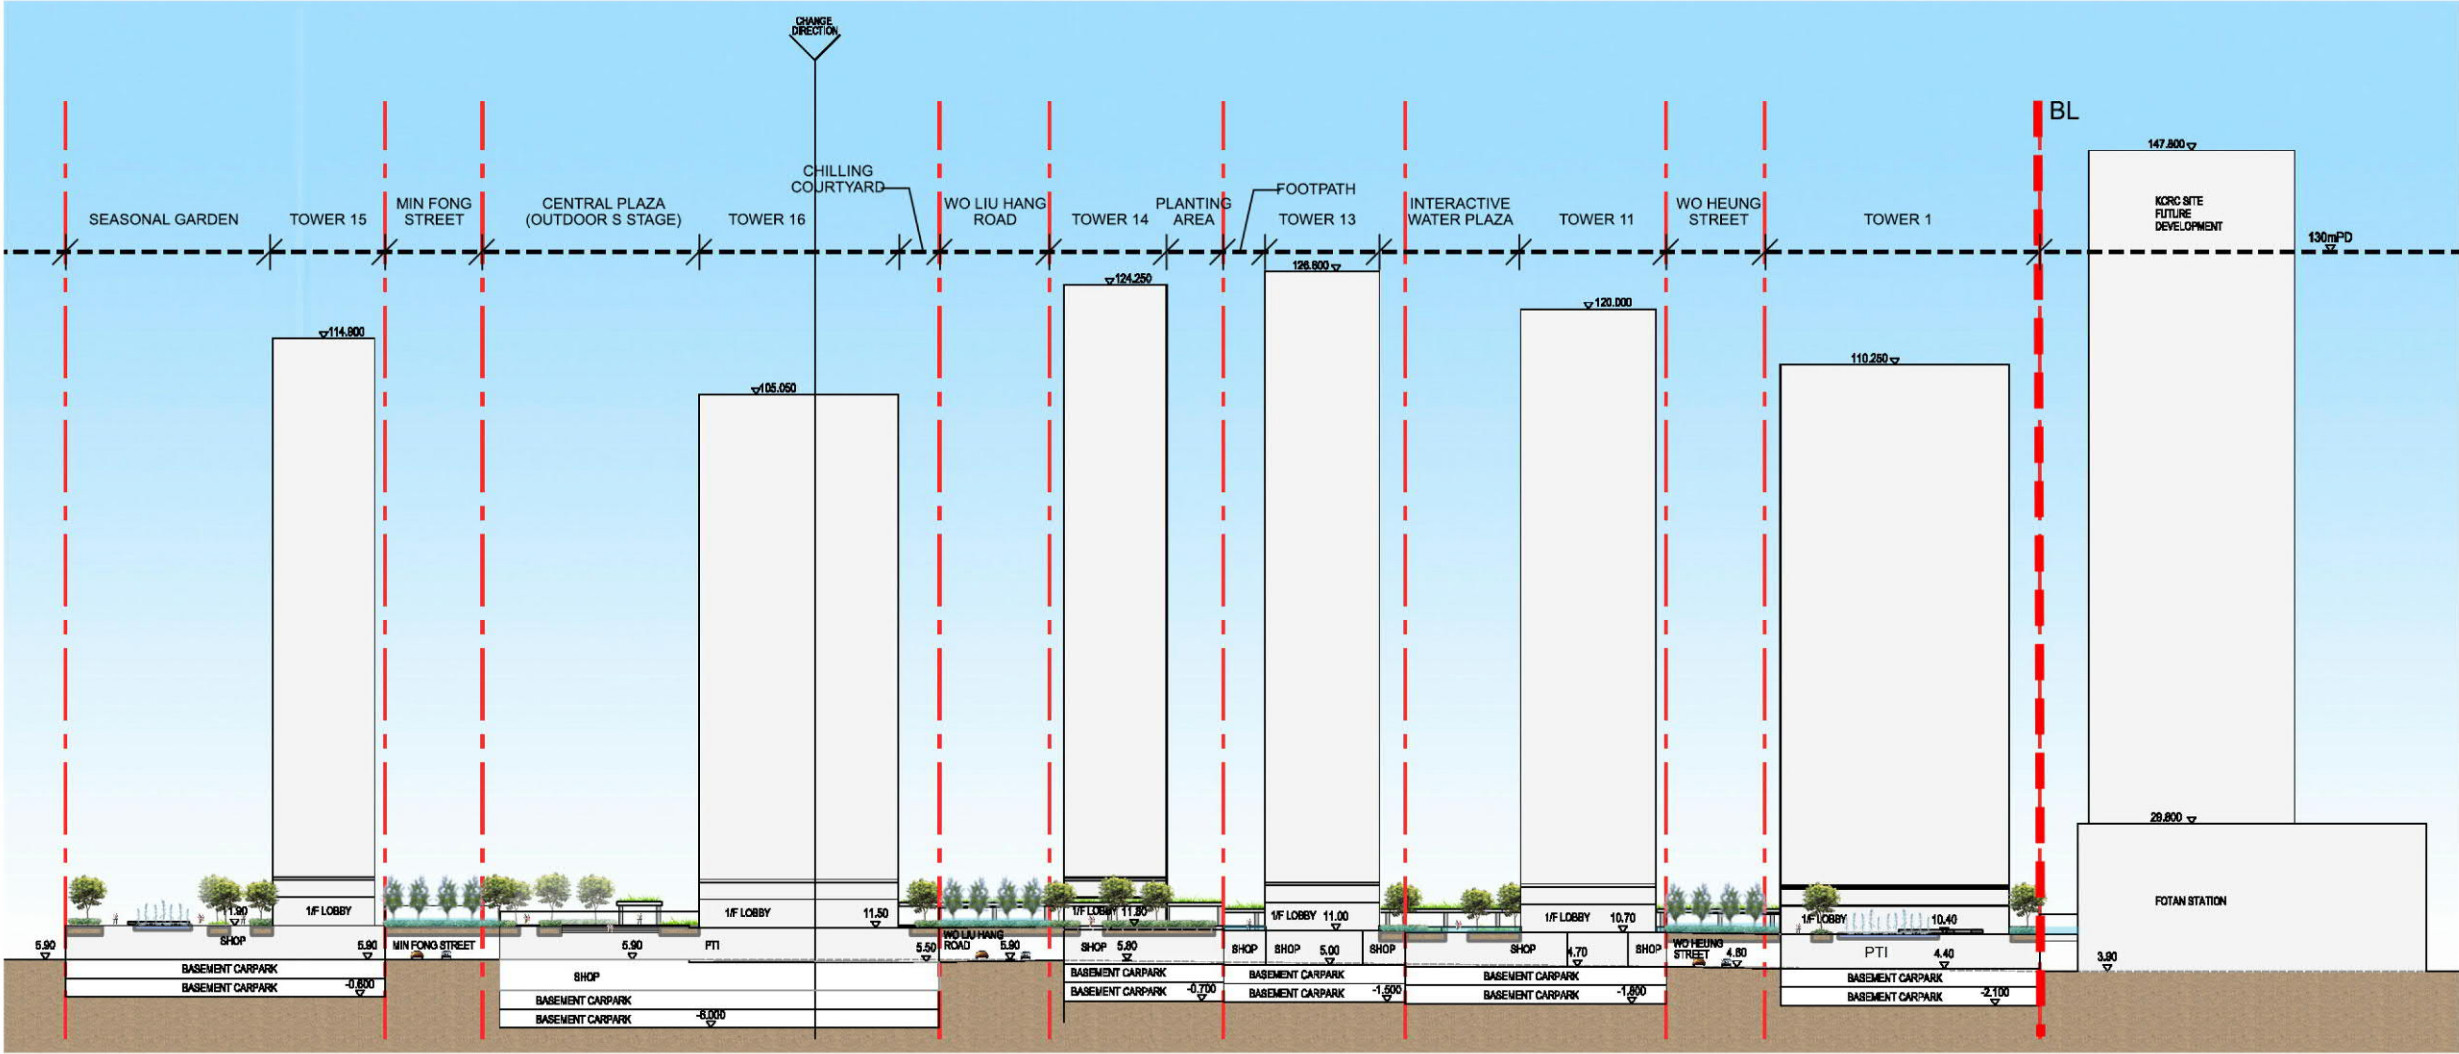 CHANGE
DIRECTION
BL
147.800
CHILLING
COURTYARD
KCRC SITE
FUTURE
DEVELOPMENT
SEASONAL GARDEN
TOWER 15
MIN FONG
STREET
CENTRAL PLAZA
(OUTDOOR S STAGE)
TOWER 16
WO LIU HANG
ROAD
TOWER 14
PLANTING
AREA
FOOTPATH
TOWER 13
INTERACTIVE
WATER PLAZA
TOWER 11
WO HEUNG
STREET
TOWER 1
130mPD
126.800
124.250
120.000
114.800
110.250
105.050
29.800
FOTAN STATION
11.90
1/F LOBBY
1/F LOBBY
11.50
1/F LOBBY
1/F LOBBY
11.00
1/F LOBBY
10.70
1/F LOBBY
10.40
5.90
SHOP
5.90
MIN FONG STREET
5.90
PTI
5.50
WO LIU HANG
ROAD
5.90
SHOP
5.80
SHOP
SHOP
5.00
SHOP
SHOP
4.70
SHOP
WO HEUNG
STREET
4.60
PTI
4.40
3.90
BASEMENT CARPARK
BASEMENT CARPARK
-0.600
SHOP
BASEMENT CARPARK
BASEMENT CARPARK
-6.000
BASEMENT CARPARK
BASEMENT CARPARK
-0.700
BASEMENT CARPARK
BASEMENT CARPARK
-1.500
BASEMENT CARPARK
BASEMENT CARPARK
-1.800
BASEMENT CARPARK
BASEMENT CARPARK
-2.100